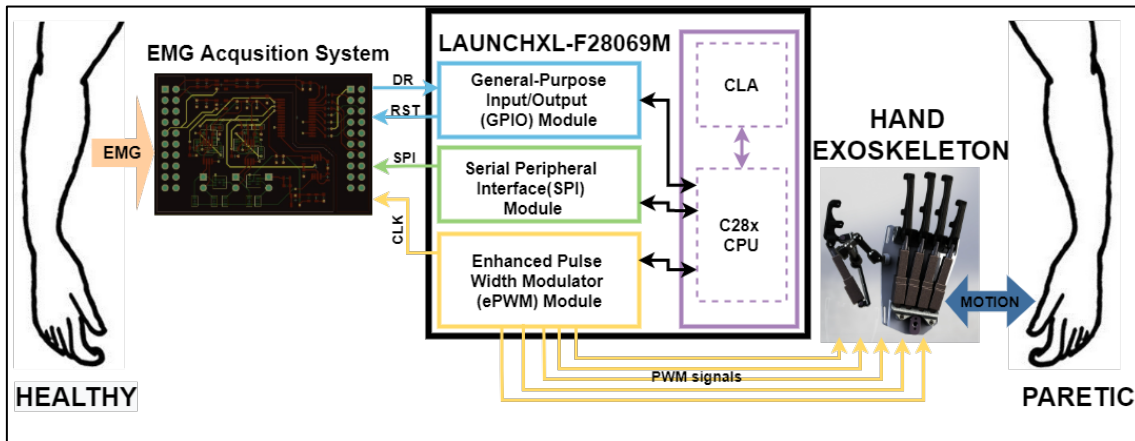 EMG Acqusition System
LAUNCHXL-F28069M
General-Purpose
Input/Output
(GPIO) Module
CLA
DR
RST
EMG
SPI
Serial Peripheral
Interface(SPI)
Module
CLK
C28x
CPU
Enhanced Pulse
Width Modulator
(ePWM) Module
HAND
EXOSKELETON
MOTION
PWM signals
HEALTHY
PARETIC